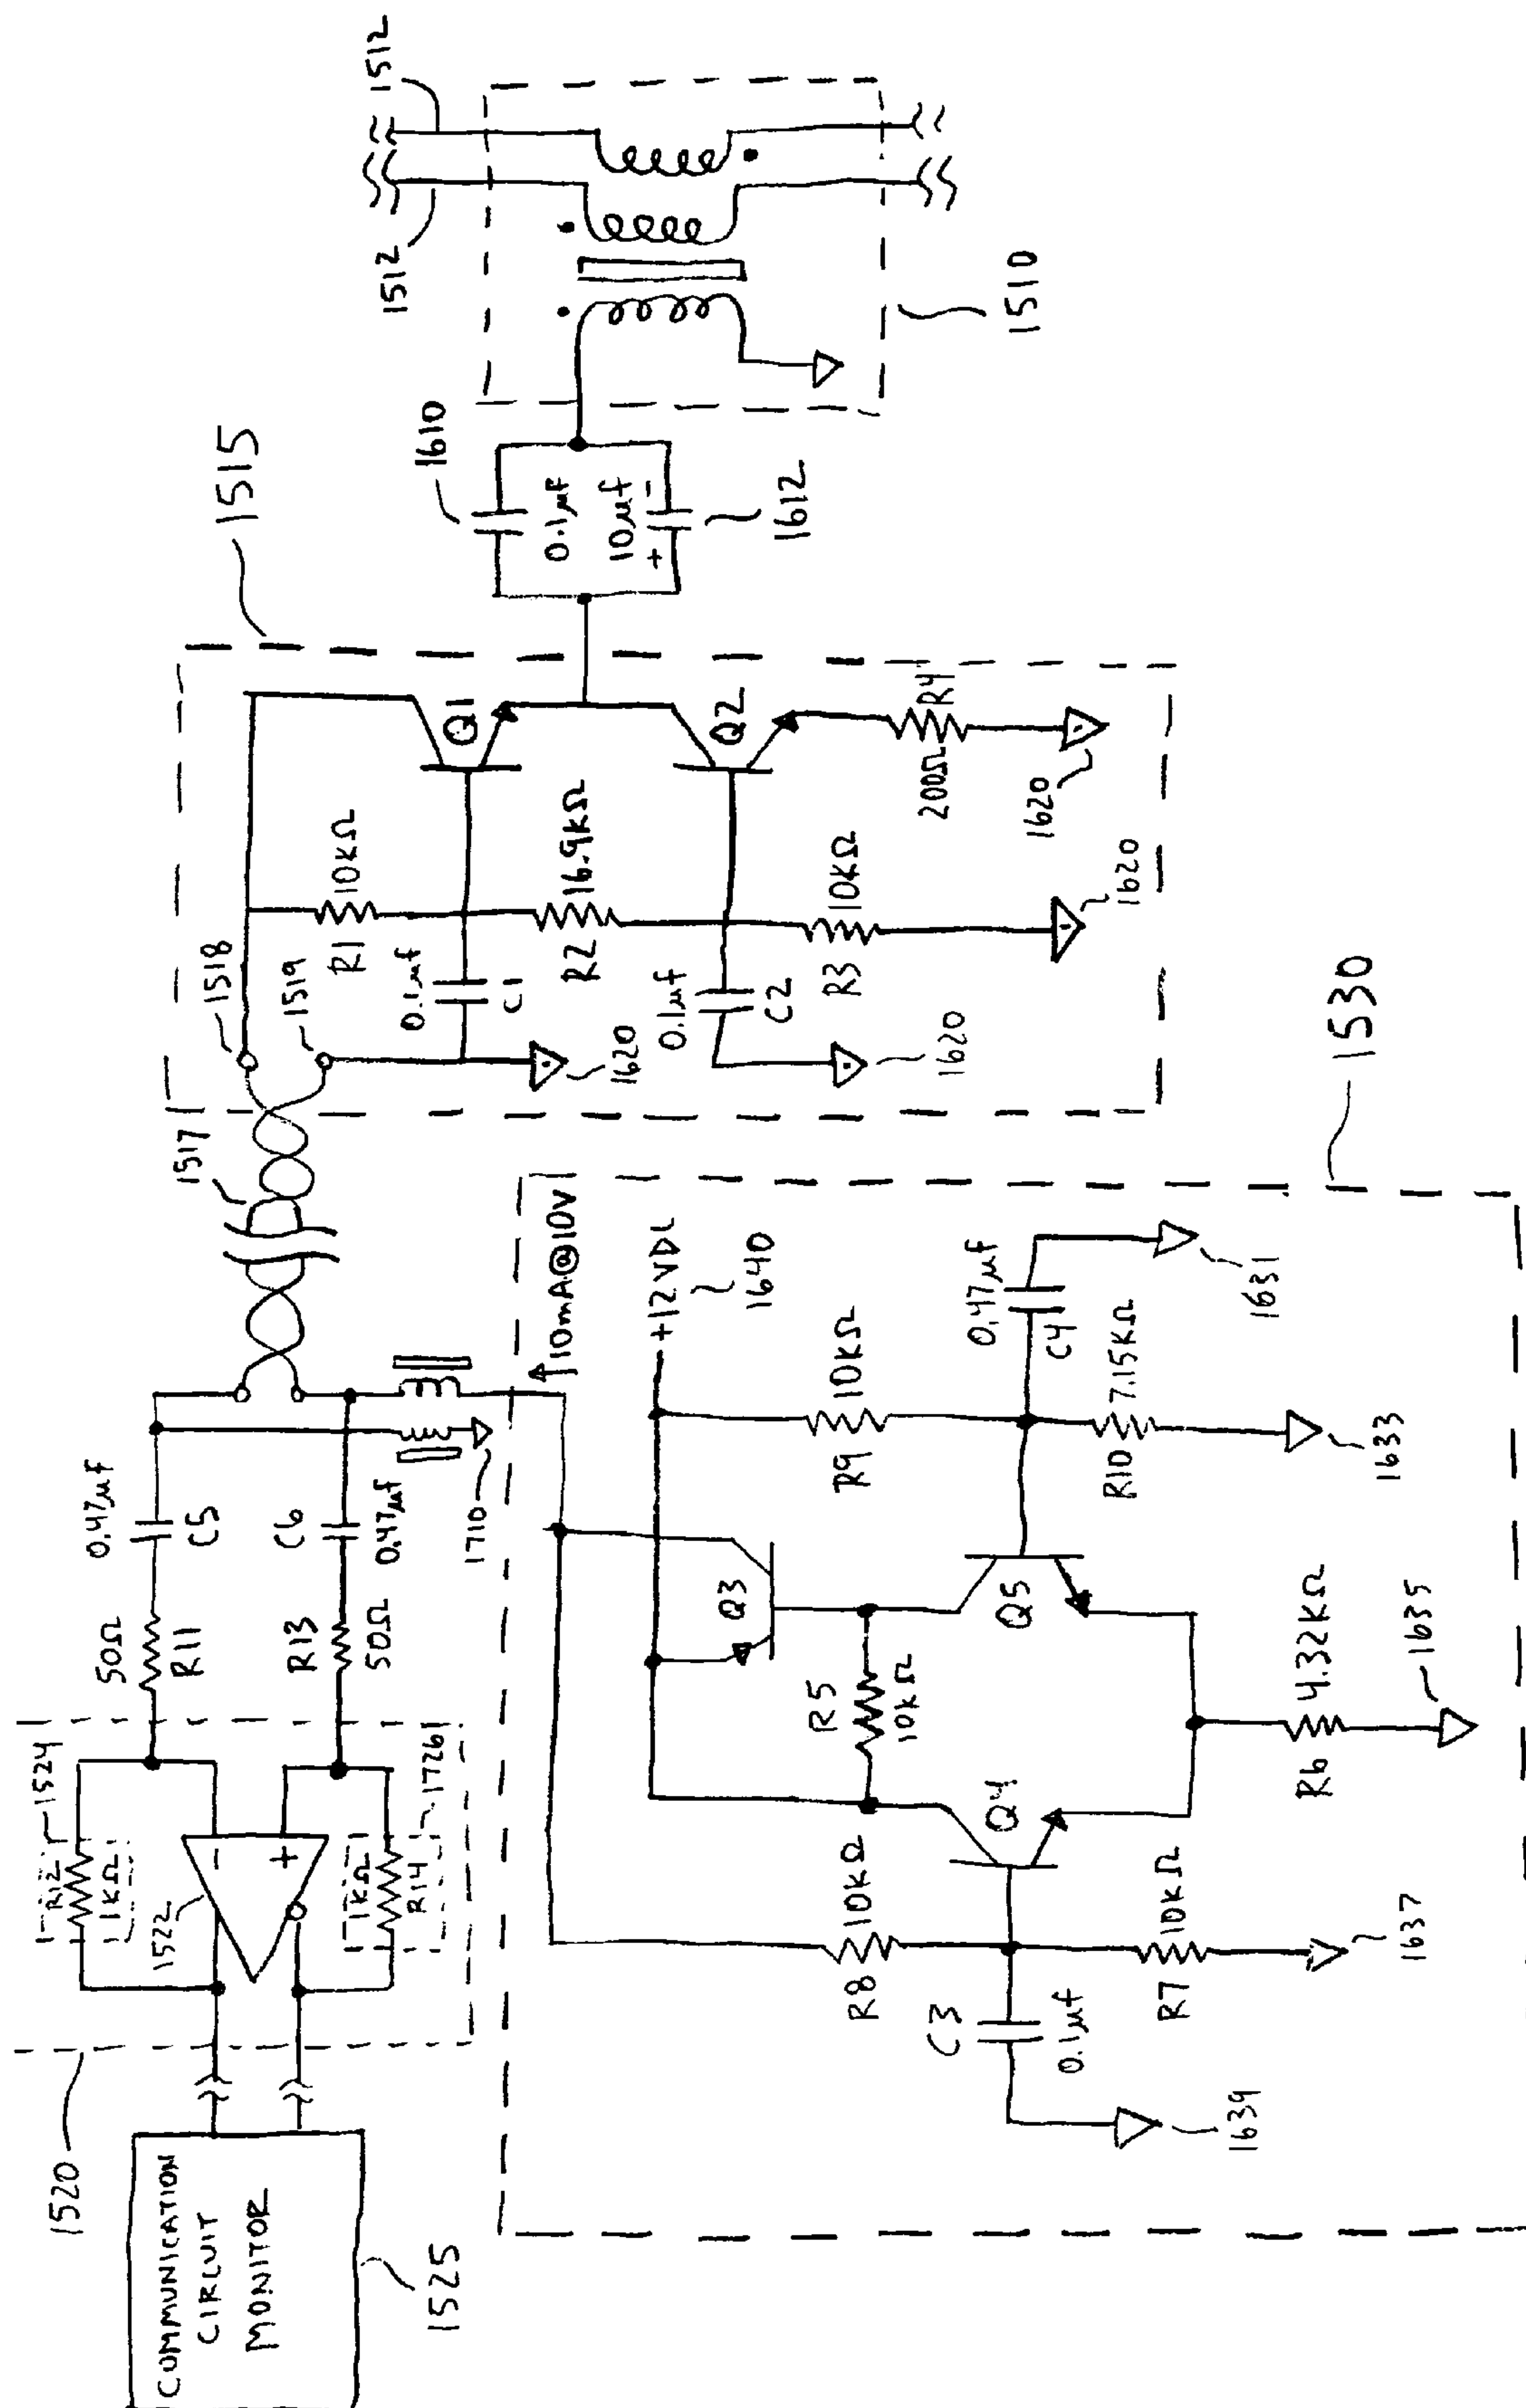 1512
1512
1510
1610
0.1µf
10µf
+
-
1612
1515
1518
1519
R1
10kΩ
Q1
0.1µf
C1
R2
16.9kΩ
Q2
0.1µf
C2
R3
10kΩ
200Ω
R4
1620
1620
1620
1620
1517
10mA@10V
1530
0.47µf
C5
C6
0.47µf
1710
50Ω
R11
R13
50Ω
1524
R12
1kΩ
1522
-
+
1kΩ
R14
1726
1520
COMMUNICATION
CIRCUIT
MONITOR
1525
+12VDC
1640
R9
10kΩ
0.47µf
C4
1631
R10
7.15KΩ
1633
Q3
R5
10kΩ
Q5
Q4
R6
4.32KΩ
1635
R8
10kΩ
C3
0.1µf
R7
10kΩ
1637
1639